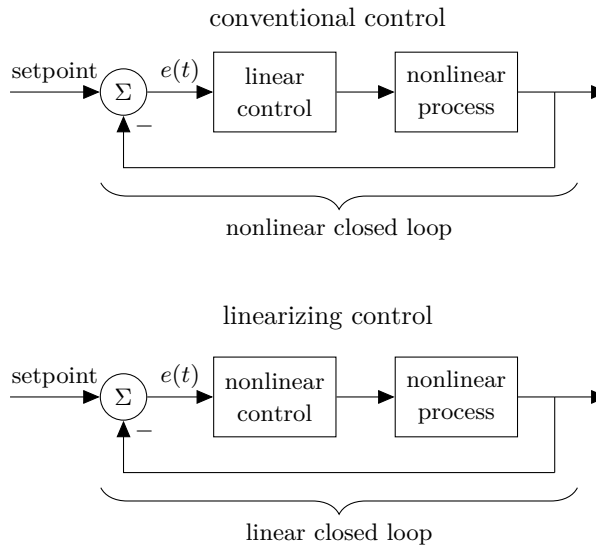 conventional control
setpoint
Σ
e(t)
linear
control
nonlinear
process
−
nonlinear closed loop
linearizing control
setpoint
Σ
e(t)
nonlinear
control
nonlinear
process
−
linear closed loop